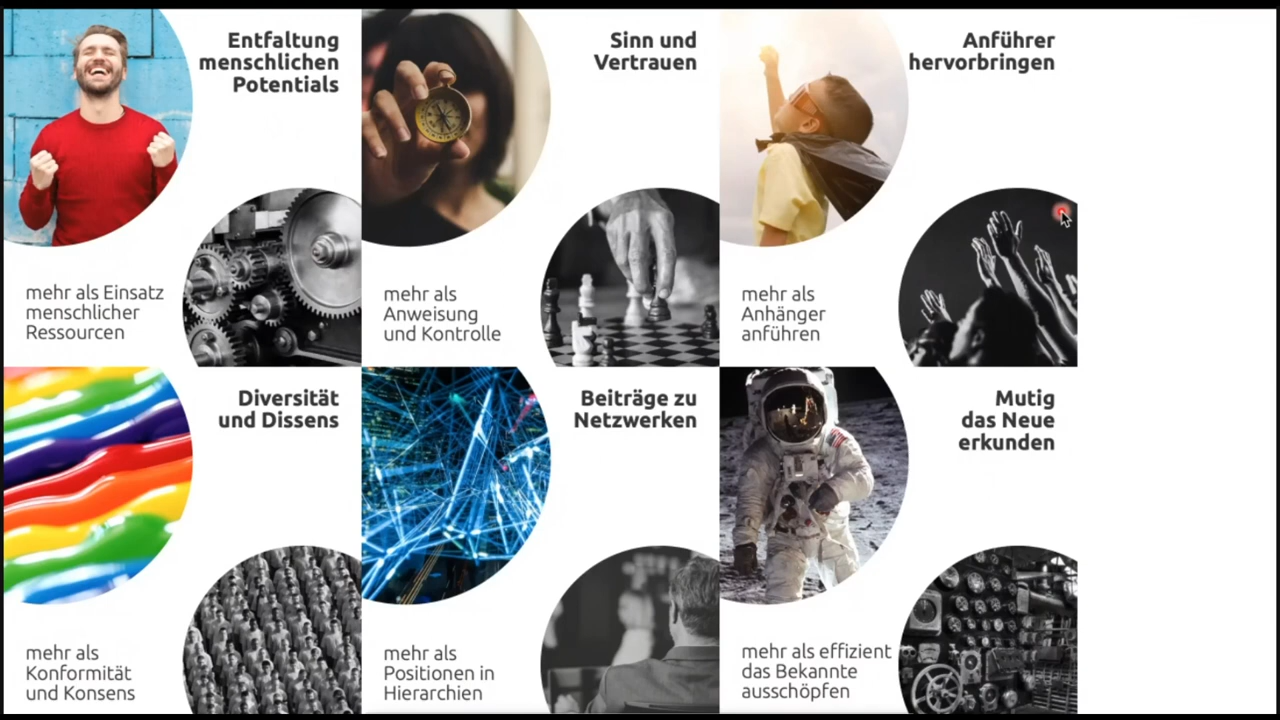 Entfaltung
menschlichen
Potentials
mehr als Einsatz
menschlicher
Ressourcen
Sinn und
Vertrauen
mehr als
Anweisung
und Kontrolle
Anführer
hervorbringen
mehr als
Anhänger
anführen
Diversität
und Dissens
mehr als
Konformität
und Konsens
Beiträge zu
Netzwerken
mehr als
Positionen in
Hierarchien
Mutig
das Neue
erkunden
mehr als effizient
das Bekannte
ausschöpfen